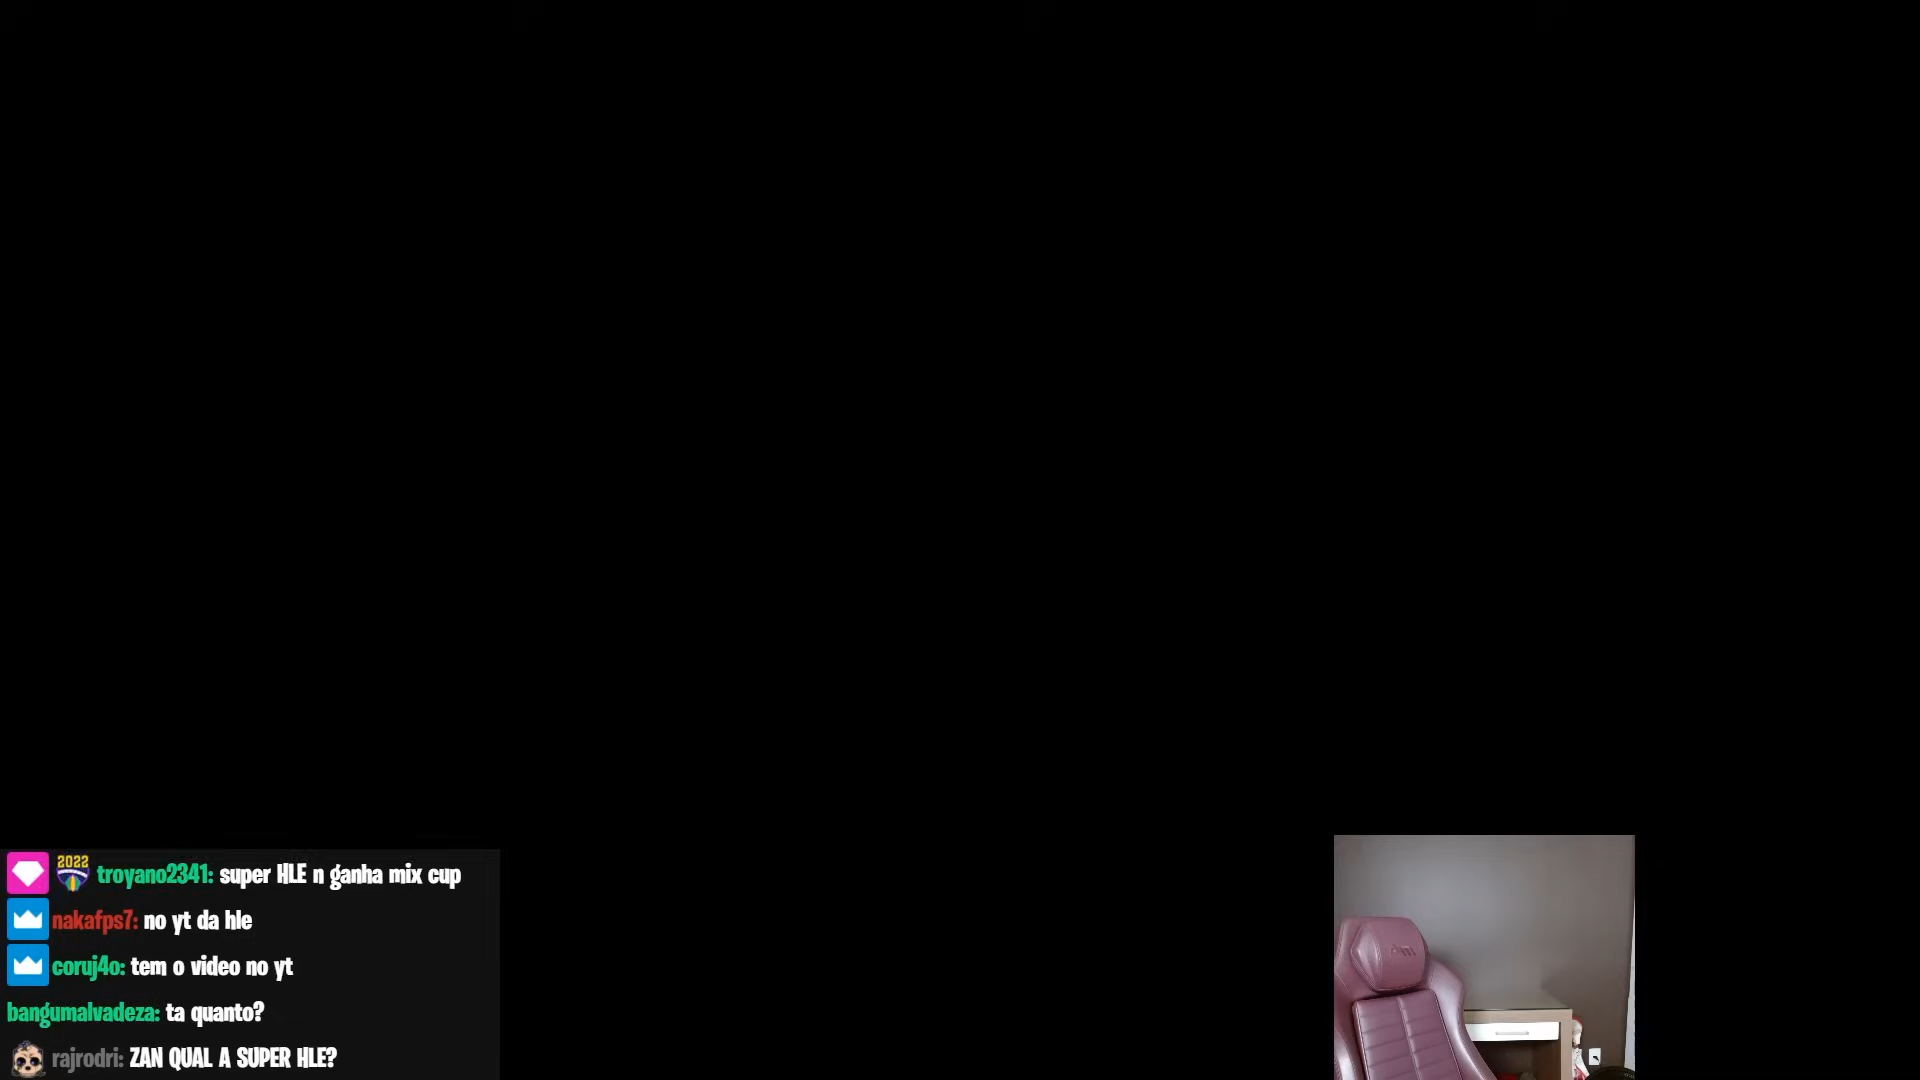 2022 troyano2341: super HLE n ganha mix cup
nakafps7: no yt da hle
coruj4o: tem o video no yt
bangumalvadeza: ta quanto?
rajrodri: ZAN QUAL A SUPER HLE?